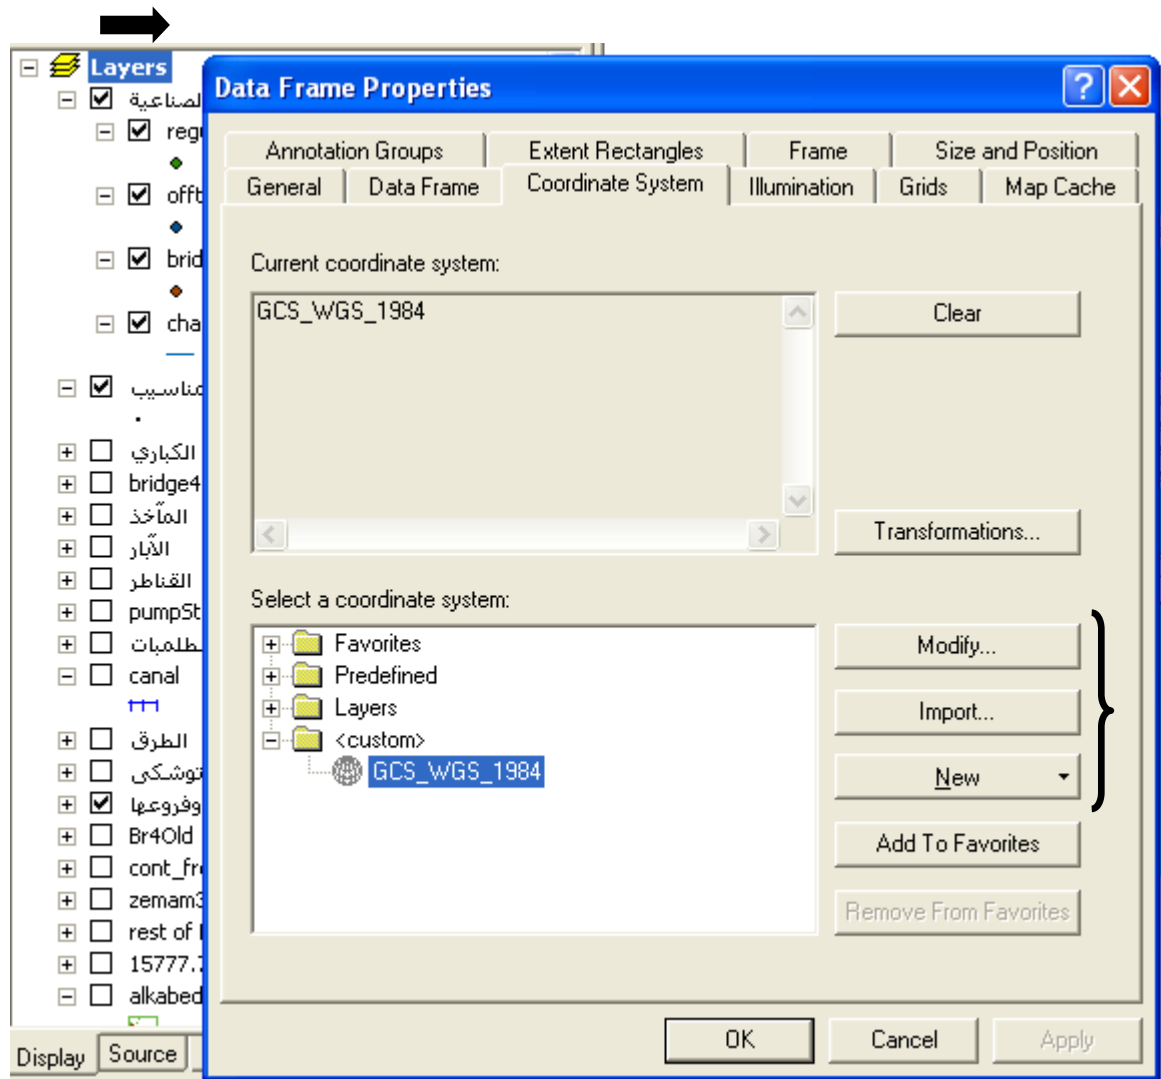 Layers
Data Frame Properties
لصناعية
regu
offt
brid
cha
مناسيب
الكباري
bridge4
المآخذ
الآبار
القناطر
pumpSt
طلمبات
canal
الطرق
توشكى
وفروعها
Br4Old
cont_fr
zemam3
rest of
15777.
alkabed
Display
Source
Annotation Groups
Extent Rectangles
Frame
Size and Position
General
Data Frame
Coordinate System
Illumination
Grids
Map Cache
Current coordinate system:
GCS_WGS_1984
Clear
Transformations...
Select a coordinate system:
Favorites
Predefined
Layers
<custom>
GCS_WGS_1984
Modify...
Import...
New
Add To Favorites
Remove From Favorites
OK
Cancel
Apply